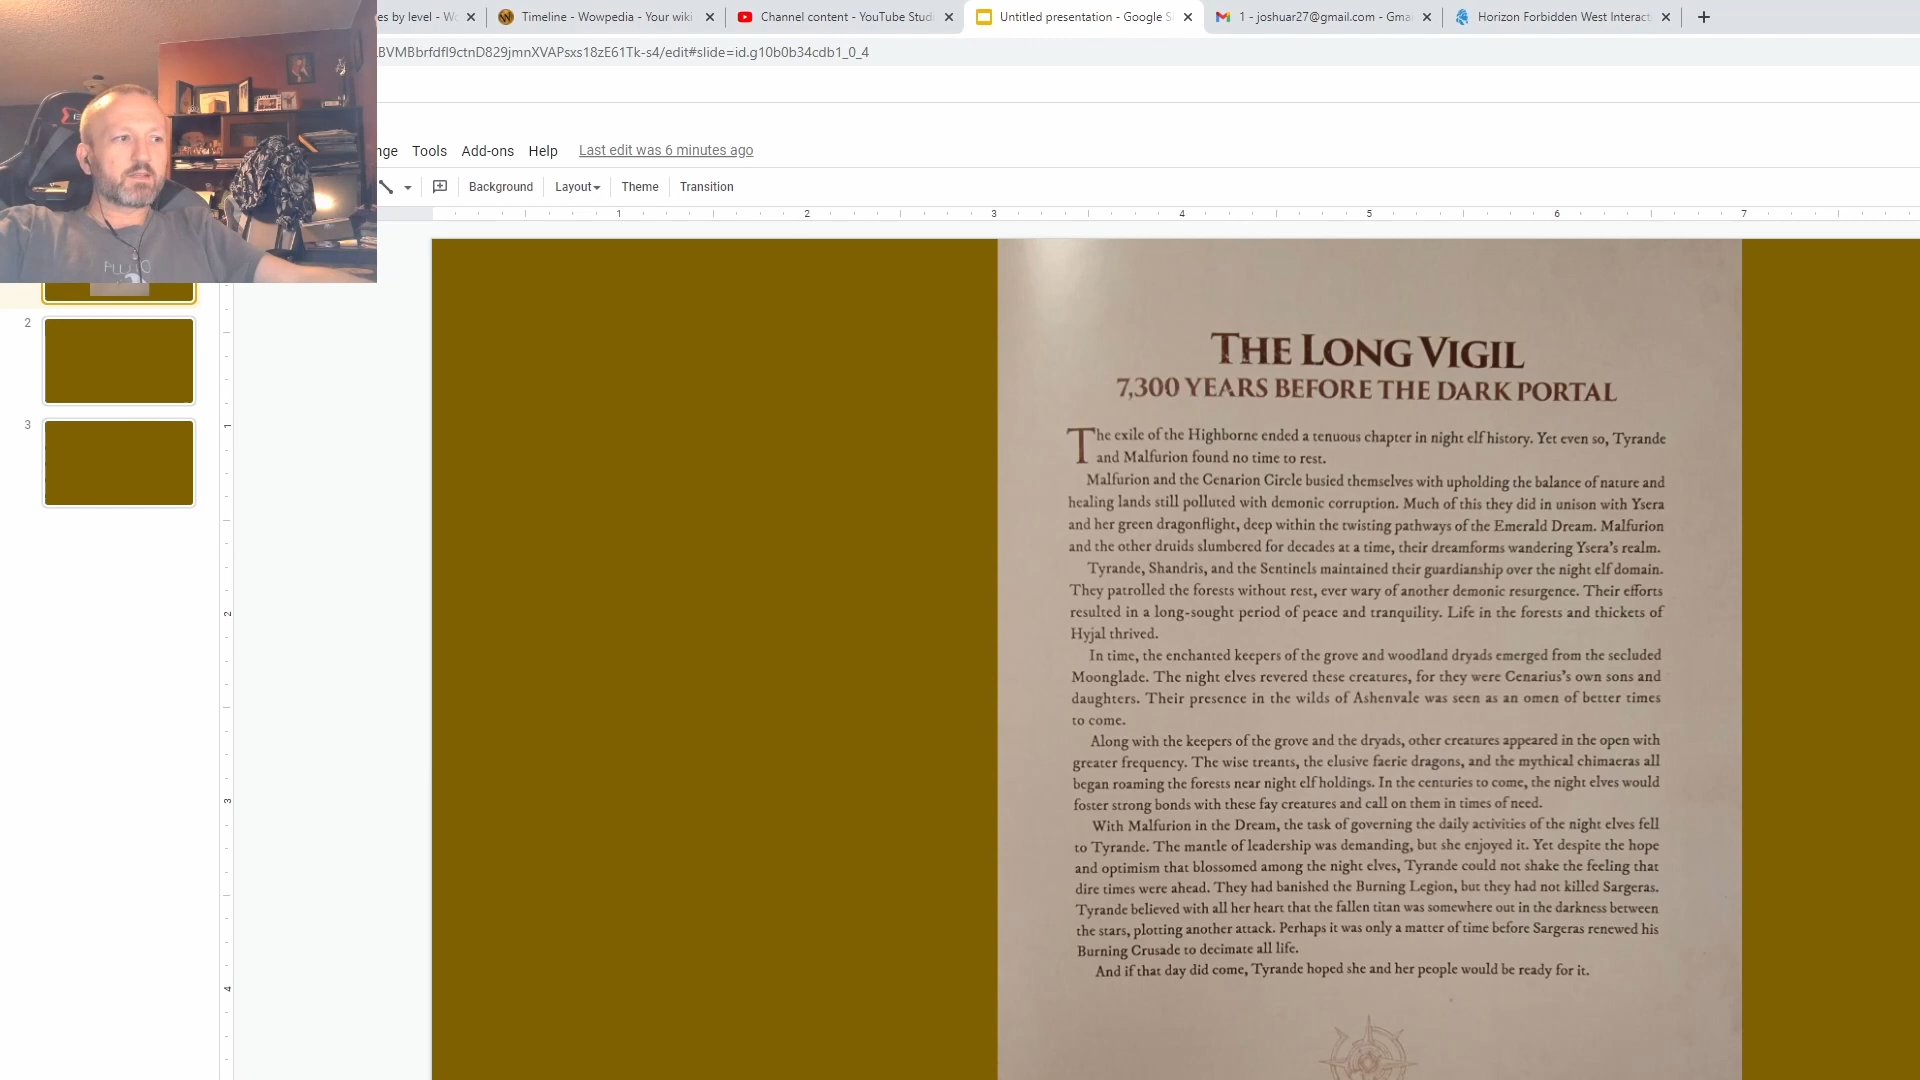 es by level - Wo
Timeline - Wowpedia - Your wiki
Channel content - YouTube Stud
Untitled presentation - Google S
1 - joshuar27@gmail.com - Gma
Horizon Forbidden West Interact
BVMBbrfdfI9ctnD829jmnXVAPsxs18zE61Tk-s4/edit#slide=id.g10b0b34cdb1_0_4
nge Tools Add-ons Help Last edit was 6 minutes ago
Background Layout Theme Transition
1 2 3 4 5 6 7
2
3
1
2
3
4
THE LONG VIGIL
7,300 YEARS BEFORE THE DARK PORTAL
The exile of the Highborne ended a tenuous chapter in night elf history. Yet even so, Tyrande
and Malfurion found no time to rest.
Malfurion and the Cenarion Circle busied themselves with upholding the balance of nature and
healing lands still polluted with demonic corruption. Much of this they did in unison with Ysera
and her green dragonflight, deep within the twisting pathways of the Emerald Dream. Malfurion
and the other druids slumbered for decades at a time, their dreamforms wandering Ysera's realm.
Tyrande, Shandris, and the Sentinels maintained their guardianship over the night elf domain.
They patrolled the forests without rest, ever wary of another demonic resurgence. Their efforts
resulted in a long-sought period of peace and tranquility. Life in the forests and thickets of
Hyjal thrived.
In time, the enchanted keepers of the grove and woodland dryads emerged from the secluded
Moonglade. The night elves revered these creatures, for they were Cenarius's own sons and
daughters. Their presence in the wilds of Ashenvale was seen as an omen of better times
to come.
Along with the keepers of the grove and the dryads, other creatures appeared in the open with
greater frequency. The wise treants, the elusive faerie dragons, and the mythical chimaeras all
began roaming the forests near night elf holdings. In the centuries to come, the night elves would
foster strong bonds with these fay creatures and call on them in times of need.
With Malfurion in the Dream, the task of governing the daily activities of the night elves fell
to Tyrande. The mantle of leadership was demanding, but she enjoyed it. Yet despite the hope
and optimism that blossomed among the night elves, Tyrande could not shake the feeling that
dire times were ahead. They had banished the Burning Legion, but they had not killed Sargeras.
Tyrande believed with all her heart that the fallen titan was somewhere out in the darkness between
the stars, plotting another attack. Perhaps it was only a matter of time before Sargeras renewed his
Burning Crusade to decimate all life.
And if that day did come, Tyrande hoped she and her people would be ready for it.